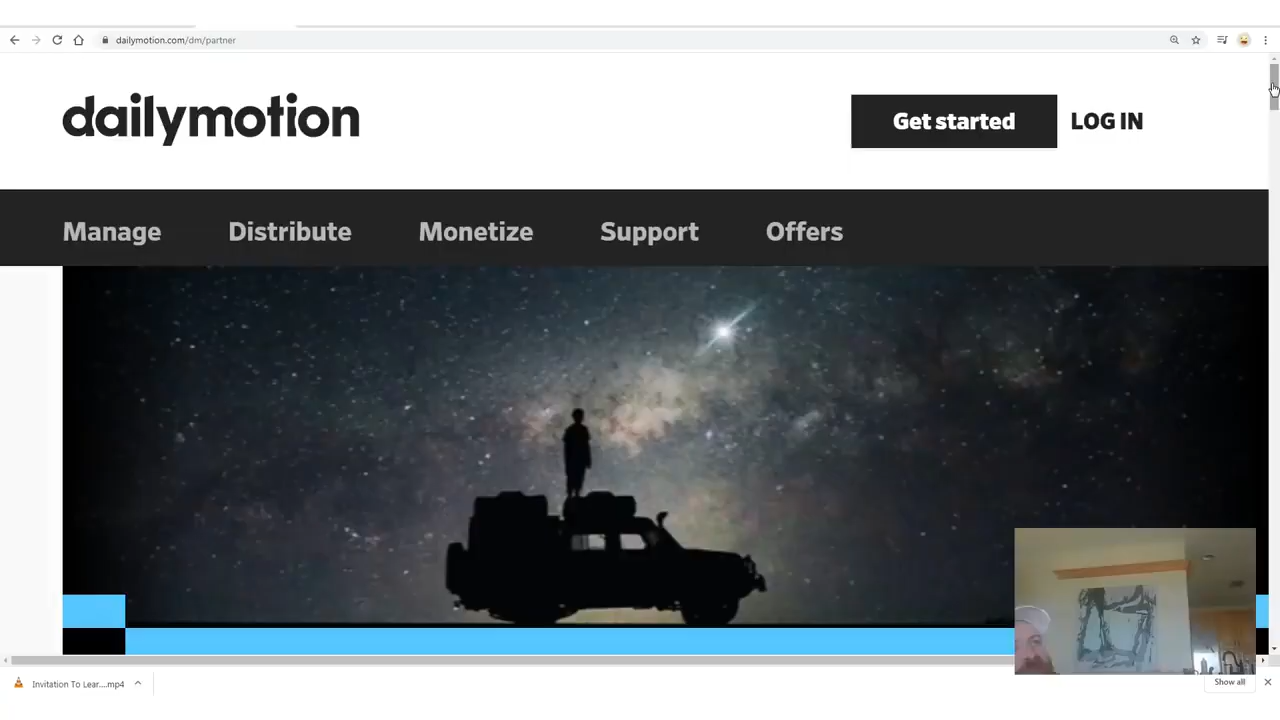 dailymotion.com/dm/partner
dailymotion
Get started
LOG IN
Manage
Distribute
Monetize
Support
Offers
Invitation To Lear....mp4
Show all